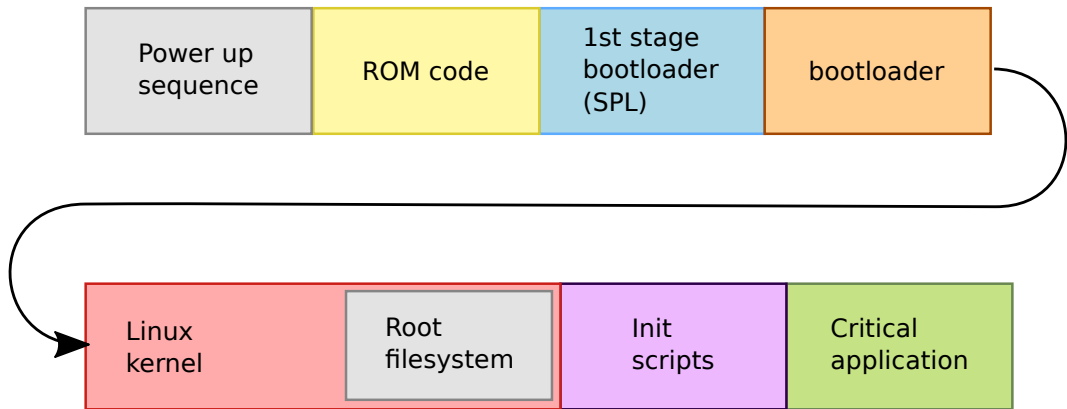 Power up
sequence
ROM code
1st stage
bootloader
(SPL)
bootloader
Linux
kernel
Root
filesystem
Init
scripts
Critical
application